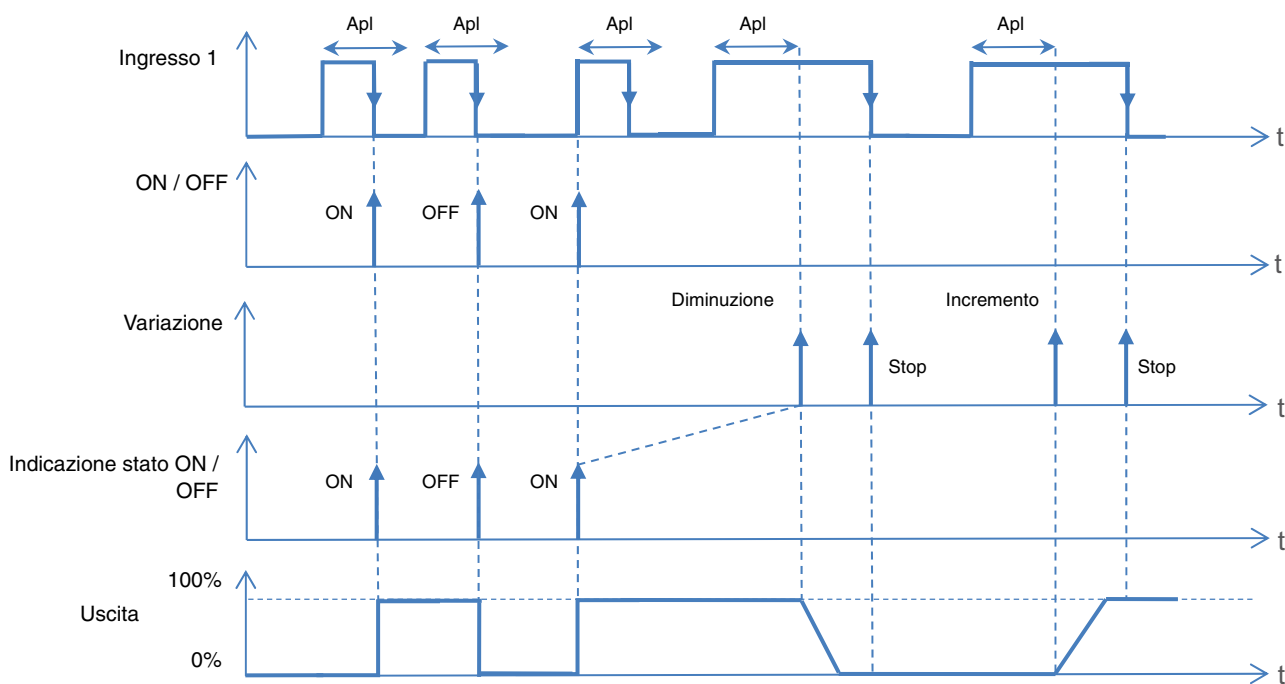 Apl Apl Apl Apl Apl
Ingresso 1
t
ON / OFF
ON OFF ON
t
Diminuzione Incremento
Variazione
Stop Stop
t
Indicazione stato ON /
OFF
ON OFF ON
t
100%
Uscita
0%
t